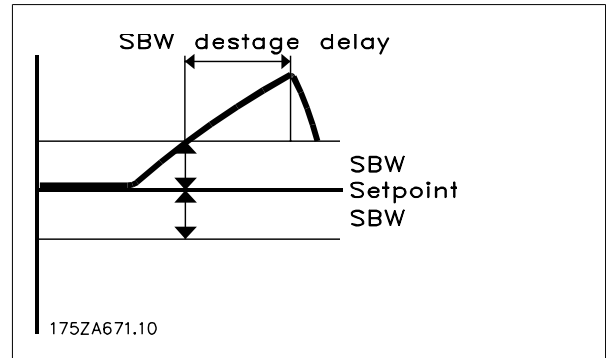 SBW destage delay
SBW
Setpoint
SBW
175ZA671.10